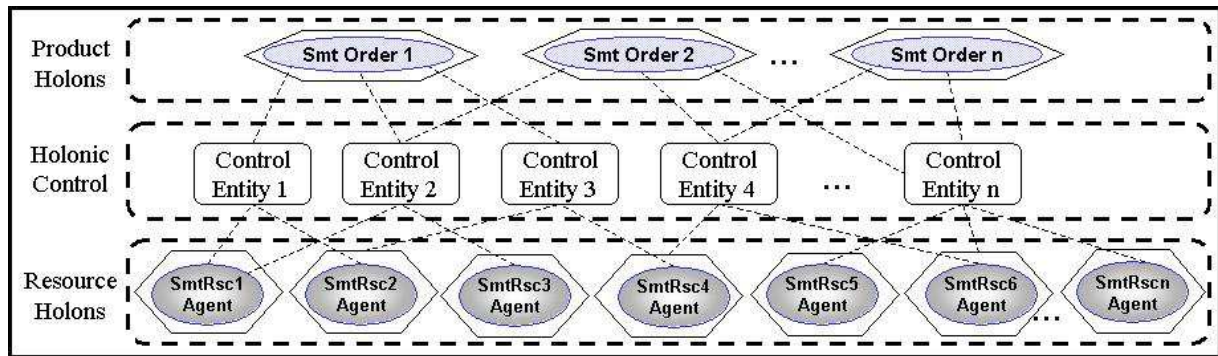 Product
Holons
Smt Order 1
Smt Order 2
...
Smt Order n
Holonic
Control
Control
Entity 1
Control
Entity 2
Control
Entity 3
Control
Entity 4
...
Control
Entity n
Resource
Holons
SmtRsc1
Agent
SmtRsc2
Agent
SmtRsc3
Agent
SmtRsc4
Agent
SmtRsc5
Agent
SmtRsc6
Agent
...
SmtRscn
Agent